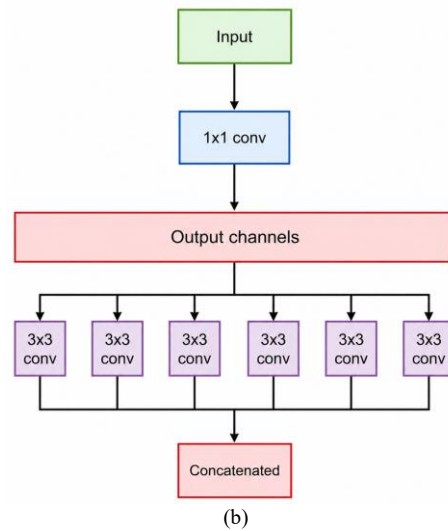 Input
1x1 conv
Output channels
3x3
conv
3x3
conv
3x3
conv
3x3
conv
3x3
conv
3x3
conv
Concatenated
(b)